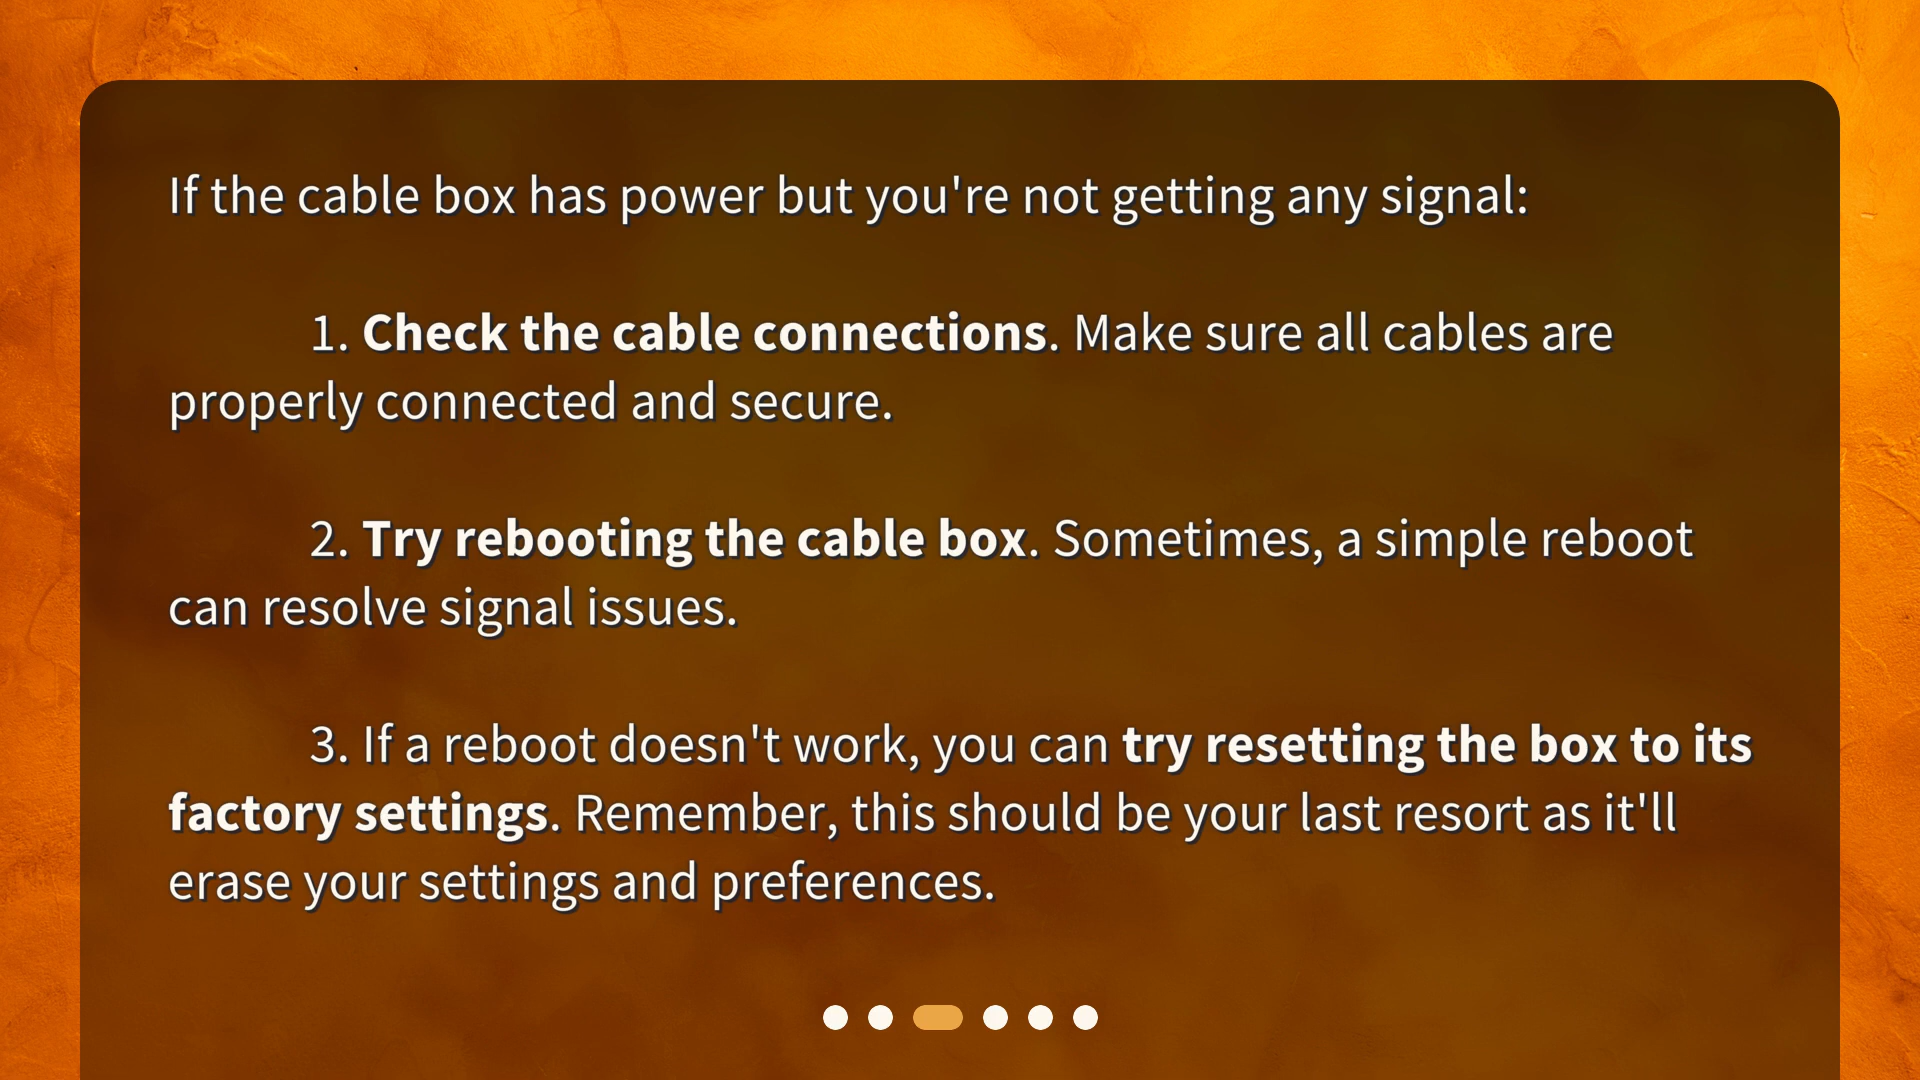 If the cable box has power but you're not getting any signal:
1. Check the cable connections. Make sure all cables are
properly connected and secure.
2. Try rebooting the cable box. Sometimes, a simple reboot
can resolve signal issues.
3. If a reboot doesn't work, you can try resetting the box to its
factory settings. Remember, this should be your last resort as it'll
erase your settings and preferences.